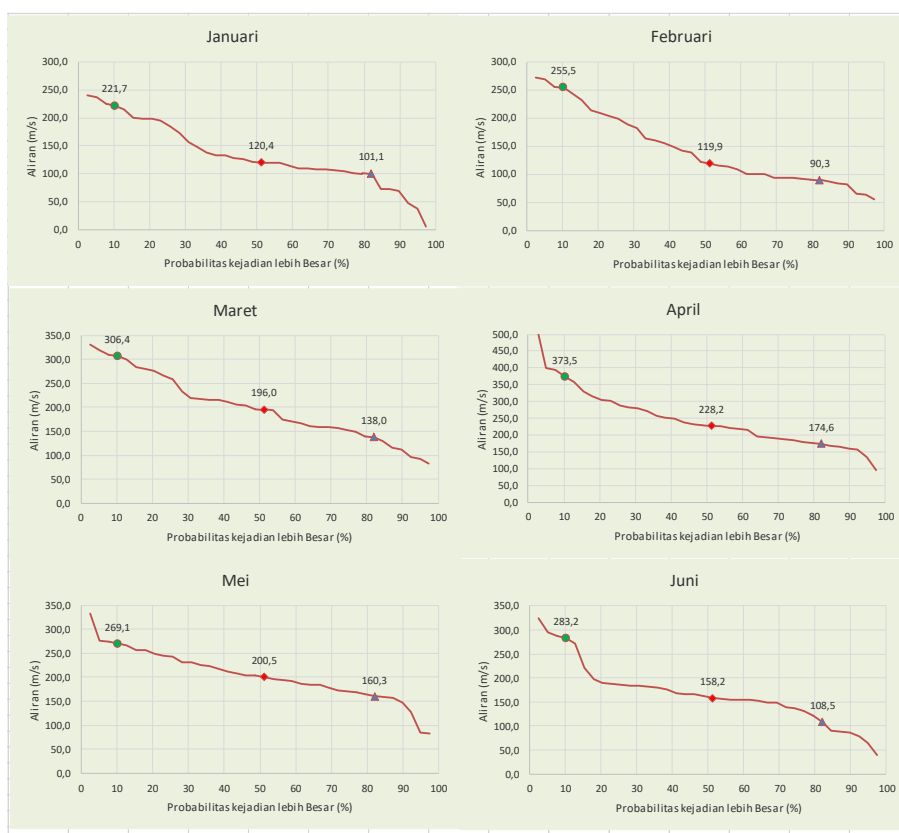 Januari
300,0
250,0
200,0
150,0
100,0
50,0
0,0
Aliran (m/s)
221,7
120,4
101,1
0 10 20 30 40 50 60 70 80 90 100
Probabilitas kejadian lebih Besar (%)
Februari
300,0
250,0
200,0
150,0
100,0
50,0
0,0
Aliran (m/s)
255,5
119,9
90,3
0 10 20 30 40 50 60 70 80 90 100
Probabilitas kejadian lebih Besar (%)
Maret
350,0
300,0
250,0
200,0
150,0
100,0
50,0
0,0
Aliran (m/s)
306,4
196,0
138,0
0 10 20 30 40 50 60 70 80 90 100
Probabilitas kejadian lebih Besar (%)
April
500,0
450,0
400,0
350,0
300,0
250,0
200,0
150,0
100,0
50,0
0,0
Aliran (m/s)
373,5
228,2
174,6
0 10 20 30 40 50 60 70 80 90 100
Probabilitas kejadian lebih Besar (%)
Mei
350,0
300,0
250,0
200,0
150,0
100,0
50,0
0,0
Aliran (m/s)
269,1
200,5
160,3
0 10 20 30 40 50 60 70 80 90 100
Probabilitas kejadian lebih Besar (%)
Juni
350,0
300,0
250,0
200,0
150,0
100,0
50,0
0,0
Aliran (m/s)
283,2
158,2
108,5
0 10 20 30 40 50 60 70 80 90 100
Probabilitas kejadian lebih Besar (%)